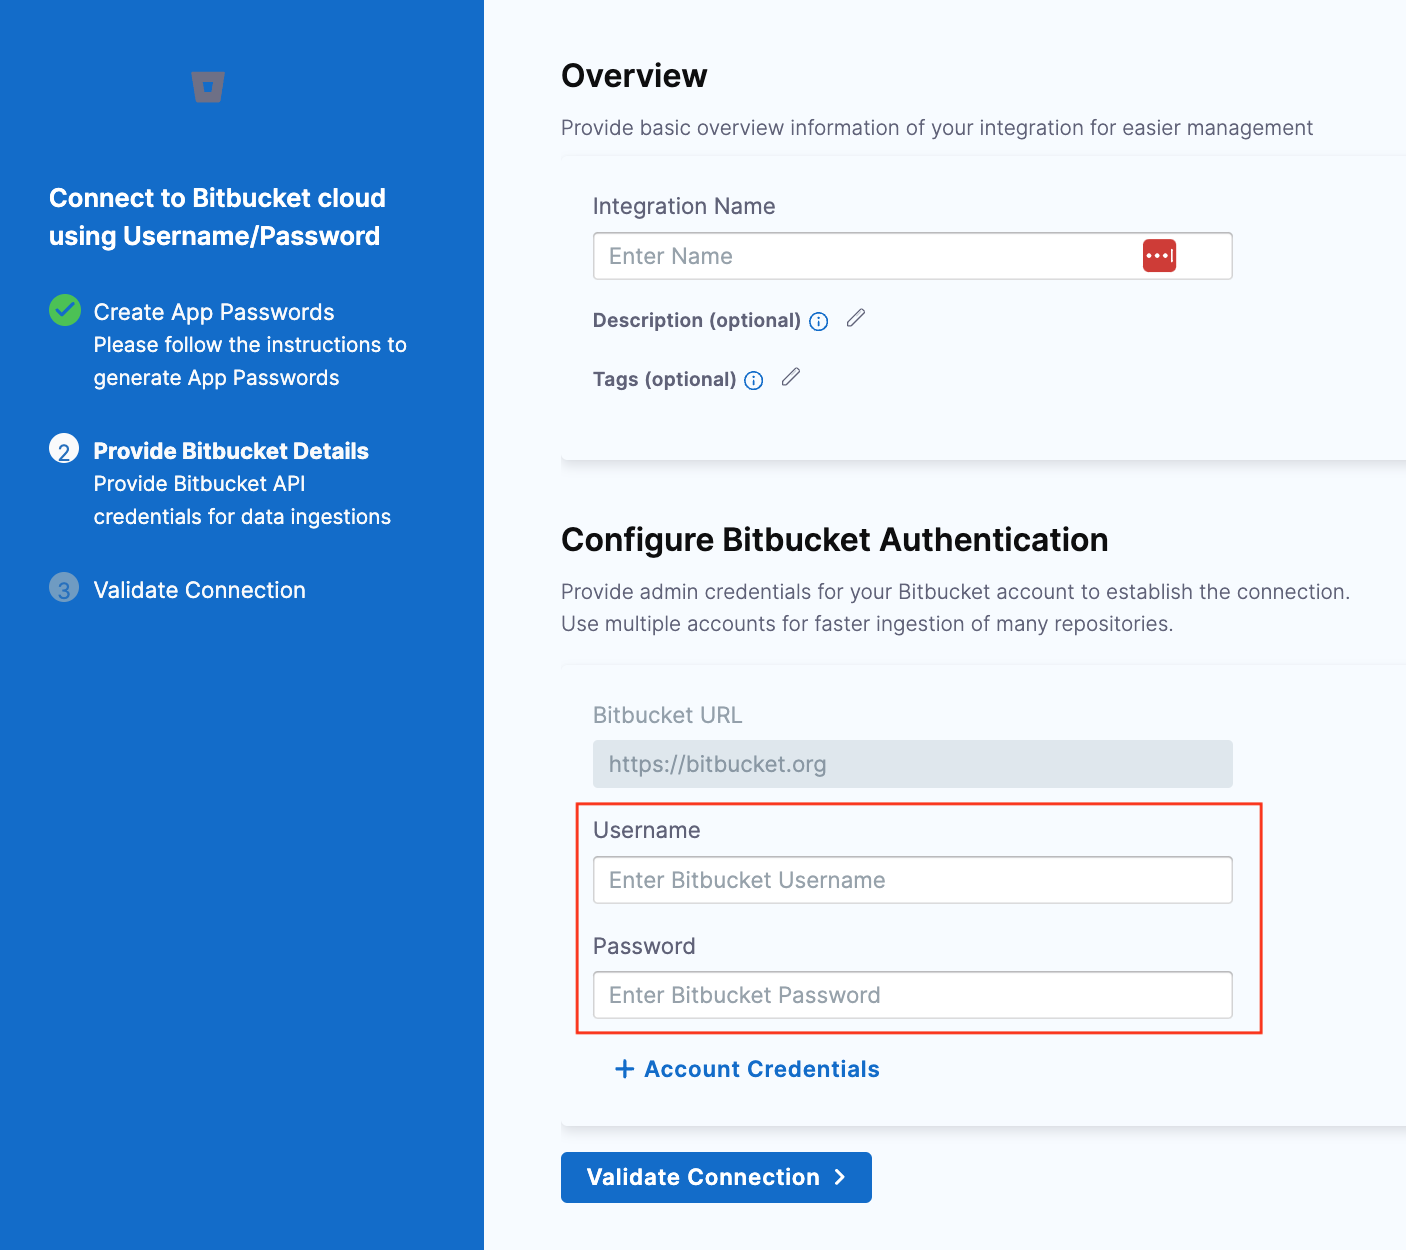 Connect to Bitbucket cloud
using Username/Password
Create App Passwords
Please follow the instructions to
generate App Passwords
2 Provide Bitbucket Details
Provide Bitbucket API
credentials for data ingestions
3 Validate Connection
Overview
Provide basic overview information of your integration for easier management
Integration Name
Enter Name
Description (optional)
Tags (optional)
Configure Bitbucket Authentication
Provide admin credentials for your Bitbucket account to establish the connection.
Use multiple accounts for faster ingestion of many repositories.
Bitbucket URL
https://bitbucket.org
Username
Enter Bitbucket Username
Password
Enter Bitbucket Password
+ Account Credentials
Validate Connection >